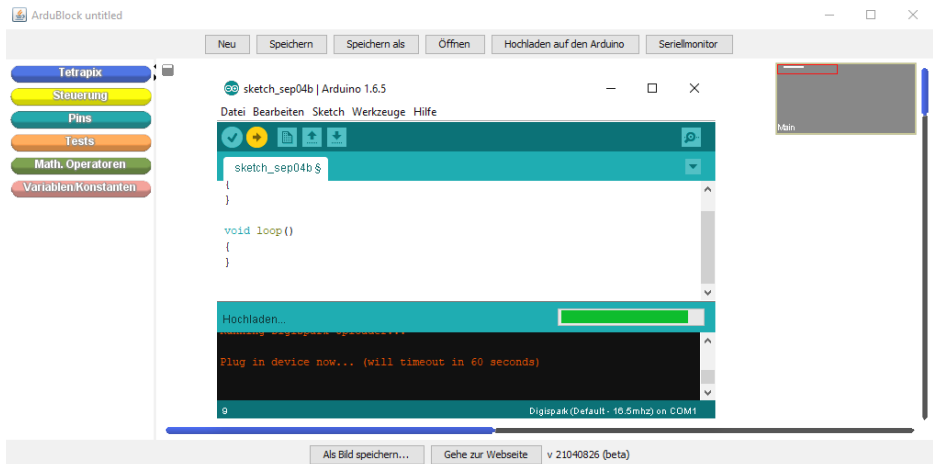 ArduBlock untitled
Neu Speichern Speichern als Öffnen Hochladen auf den Arduino Seriellmonitor
Tetrapix
Steuerung
Pins
Tests
Math. Operatoren
Variablen/Konstanten
Main
sketch_sep04b | Arduino 1.6.5
Datei Bearbeiten Sketch Werkzeuge Hilfe
sketch_sep04b §
{
}
void loop()
{
}
Hochladen...
Running Digispark Uploader...
Plug in device now... (will timeout in 60 seconds)
9 Digispark (Default - 16.5mhz) on COM1
Als Bild speichern... Gehe zur Webseite v 21040826 (beta)